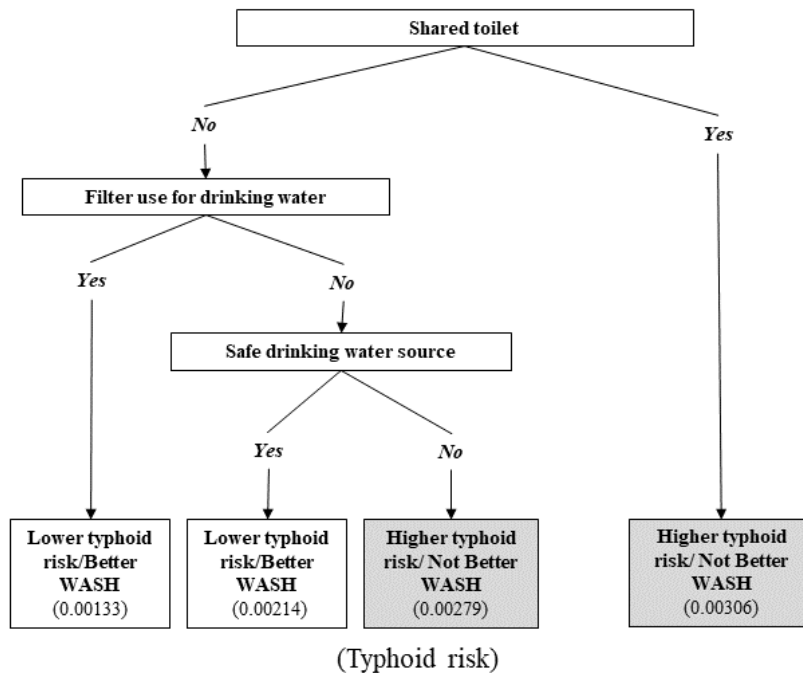 Shared toilet
No
Yes
Filter use for drinking water
Yes
No
Safe drinking water source
Yes
No
Lower typhoid
risk/Better
WASH
(0.00133)
Lower typhoid
risk/Better
WASH
(0.00214)
Higher typhoid
risk/ Not Better
WASH
(0.00279)
Higher typhoid
risk/ Not Better
WASH
(0.00306)
(Typhoid risk)